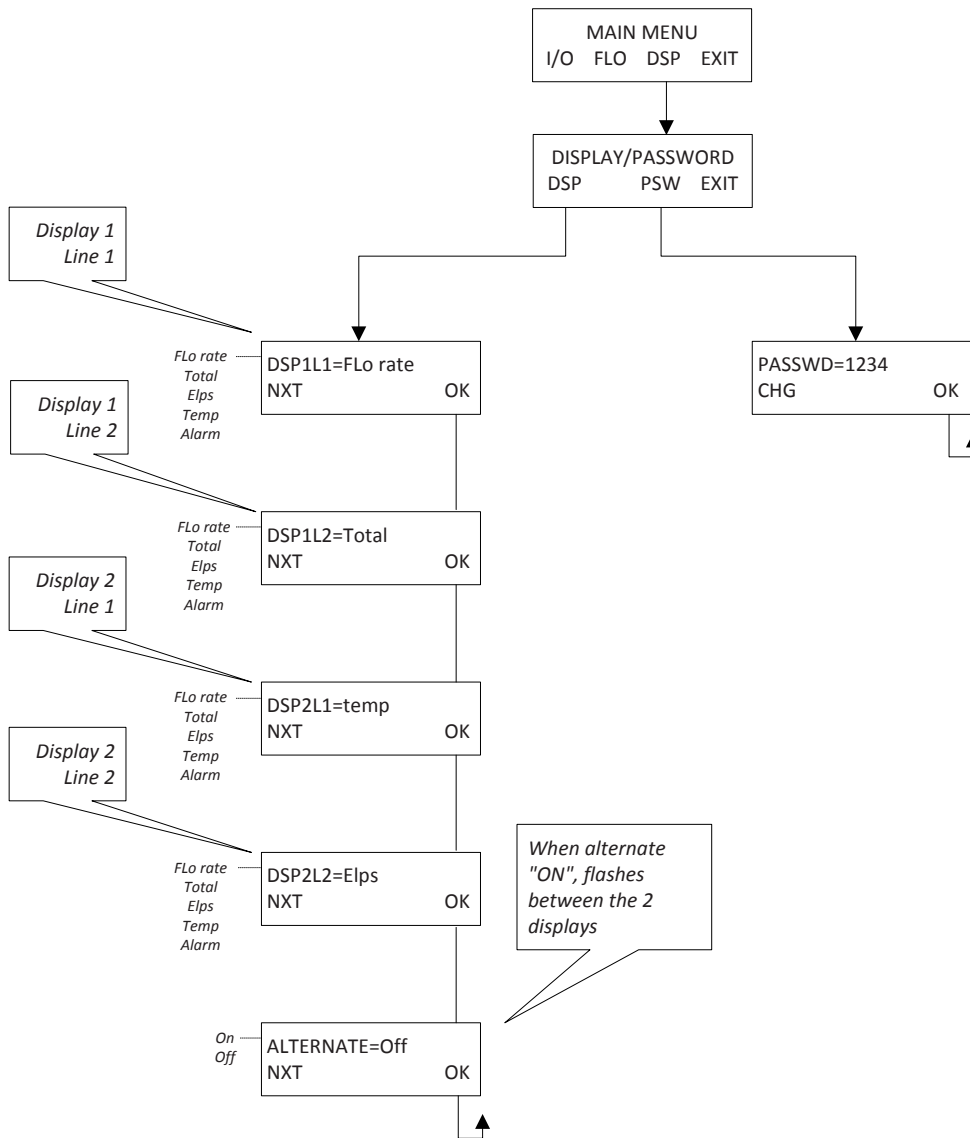 MAIN MENU
I/O FLO DSP EXIT
DISPLAY/PASSWORD
DSP PSW EXIT
Display 1
Line 1
FLo rate
Total
Elps
Temp
Alarm
DSP1L1=FLo rate
NXT OK
PASSWD=1234
CHG OK
Display 1
Line 2
FLo rate
Total
Elps
Temp
Alarm
DSP1L2=Total
NXT OK
Display 2
Line 1
FLo rate
Total
Elps
Temp
Alarm
DSP2L1=temp
NXT OK
Display 2
Line 2
FLo rate
Total
Elps
Temp
Alarm
DSP2L2=Elps
NXT OK
When alternate
"ON", flashes
between the 2
displays
On
Off
ALTERNATE=Off
NXT OK